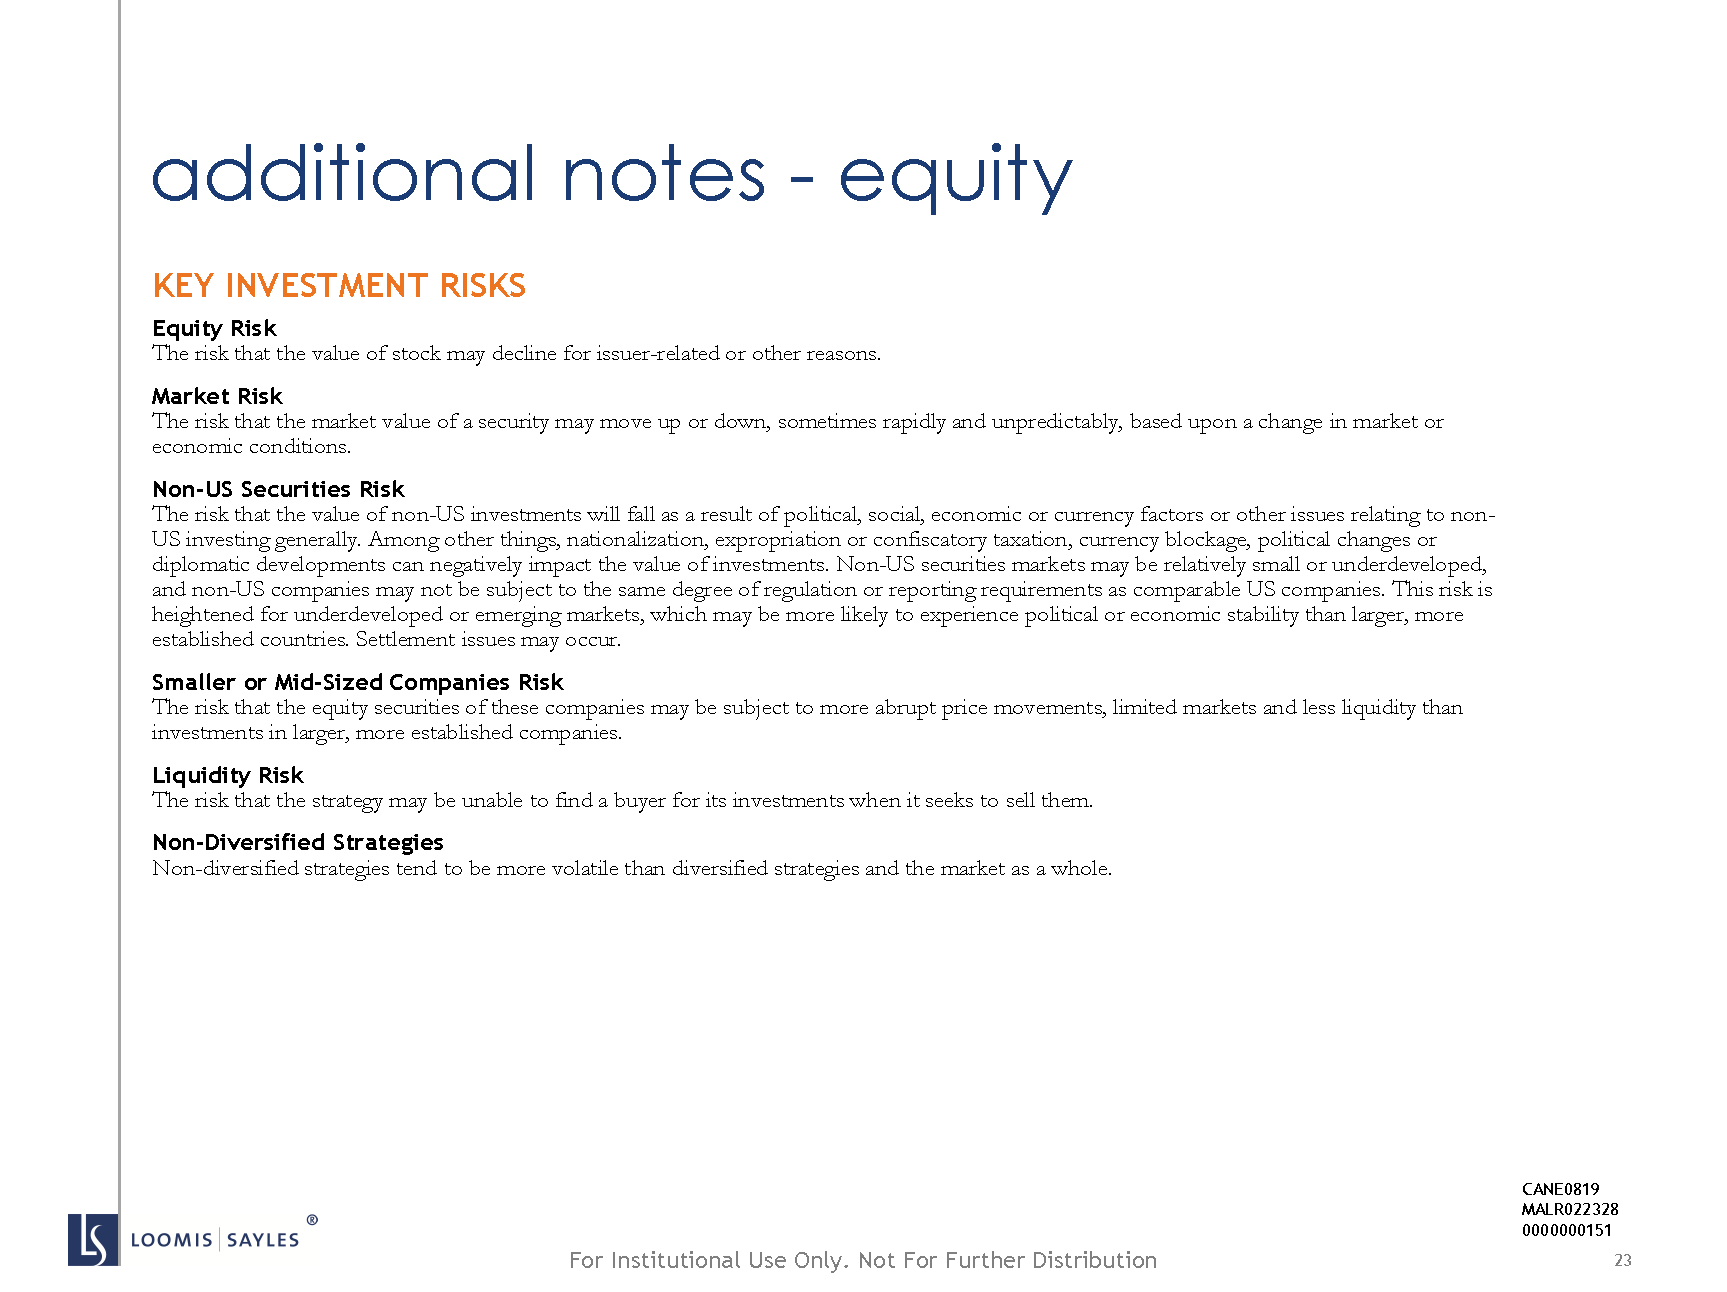 additional notes - equity
KEY INVESTMENT RISKS
Equity Risk
The risk that the value of stock may decline for issuer-related or other reasons.
Market Risk
The risk that the market value of a security may move up or down, sometimes rapidly and unpredictably, based upon a change in market or
economic conditions.
Non-US Securities Risk
The risk that the value of non-US investments will fall as a result of political, social, economic or currency factors or other issues relating to non-
US investing generally. Among other things, nationalization, expropriation or confiscatory taxation, currency blockage, political changes or
diplomatic developments can negatively impact the value of investments. Non-US securities markets may be relatively small or underdeveloped,
and non-US companies may not be subject to the same degree of regulation or reporting requirements as comparable US companies. This risk is
heightened for underdeveloped or emerging markets, which may be more likely to experience political or economic stability than larger, more
established countries. Settlement issues may occur.
Smaller or Mid-Sized Companies Risk
The risk that the equity securities of these companies may be subject to more abrupt price movements, limited markets and less liquidity than
investments in larger, more established companies.
Liquidity Risk
The risk that the strategy may be unable to find a buyer for its investments when it seeks to sell them.
Non-Diversified Strategies
Non-diversified strategies tend to be more volatile than diversified strategies and the market as a whole.
CANE0819
MALR022328
0000000151
LS LOOMIS | SAYLES ®
For Institutional Use Only. Not For Further Distribution
23